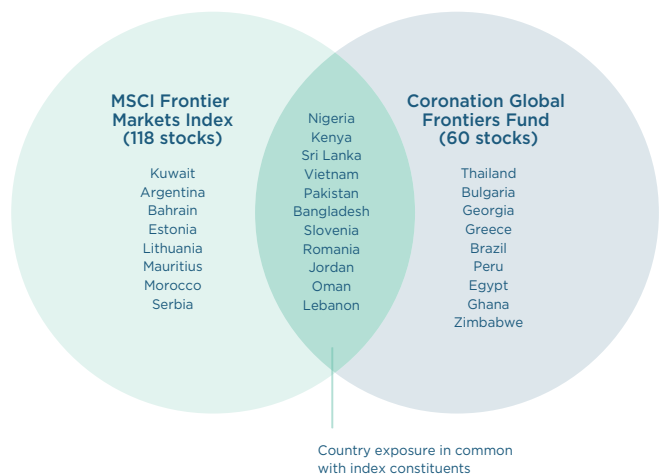 MSCI Frontier
Markets Index
(118 stocks)
Kuwait
Argentina
Bahrain
Estonia
Lithuania
Mauritius
Morocco
Serbia
Nigeria
Kenya
Sri Lanka
Vietnam
Pakistan
Bangladesh
Slovenia
Romania
Jordan
Oman
Lebanon
Coronation Global
Frontiers Fund
(60 stocks)
Thailand
Bulgaria
Georgia
Greece
Brazil
Peru
Egypt
Ghana
Zimbabwe
Country exposure in common
with index constituents